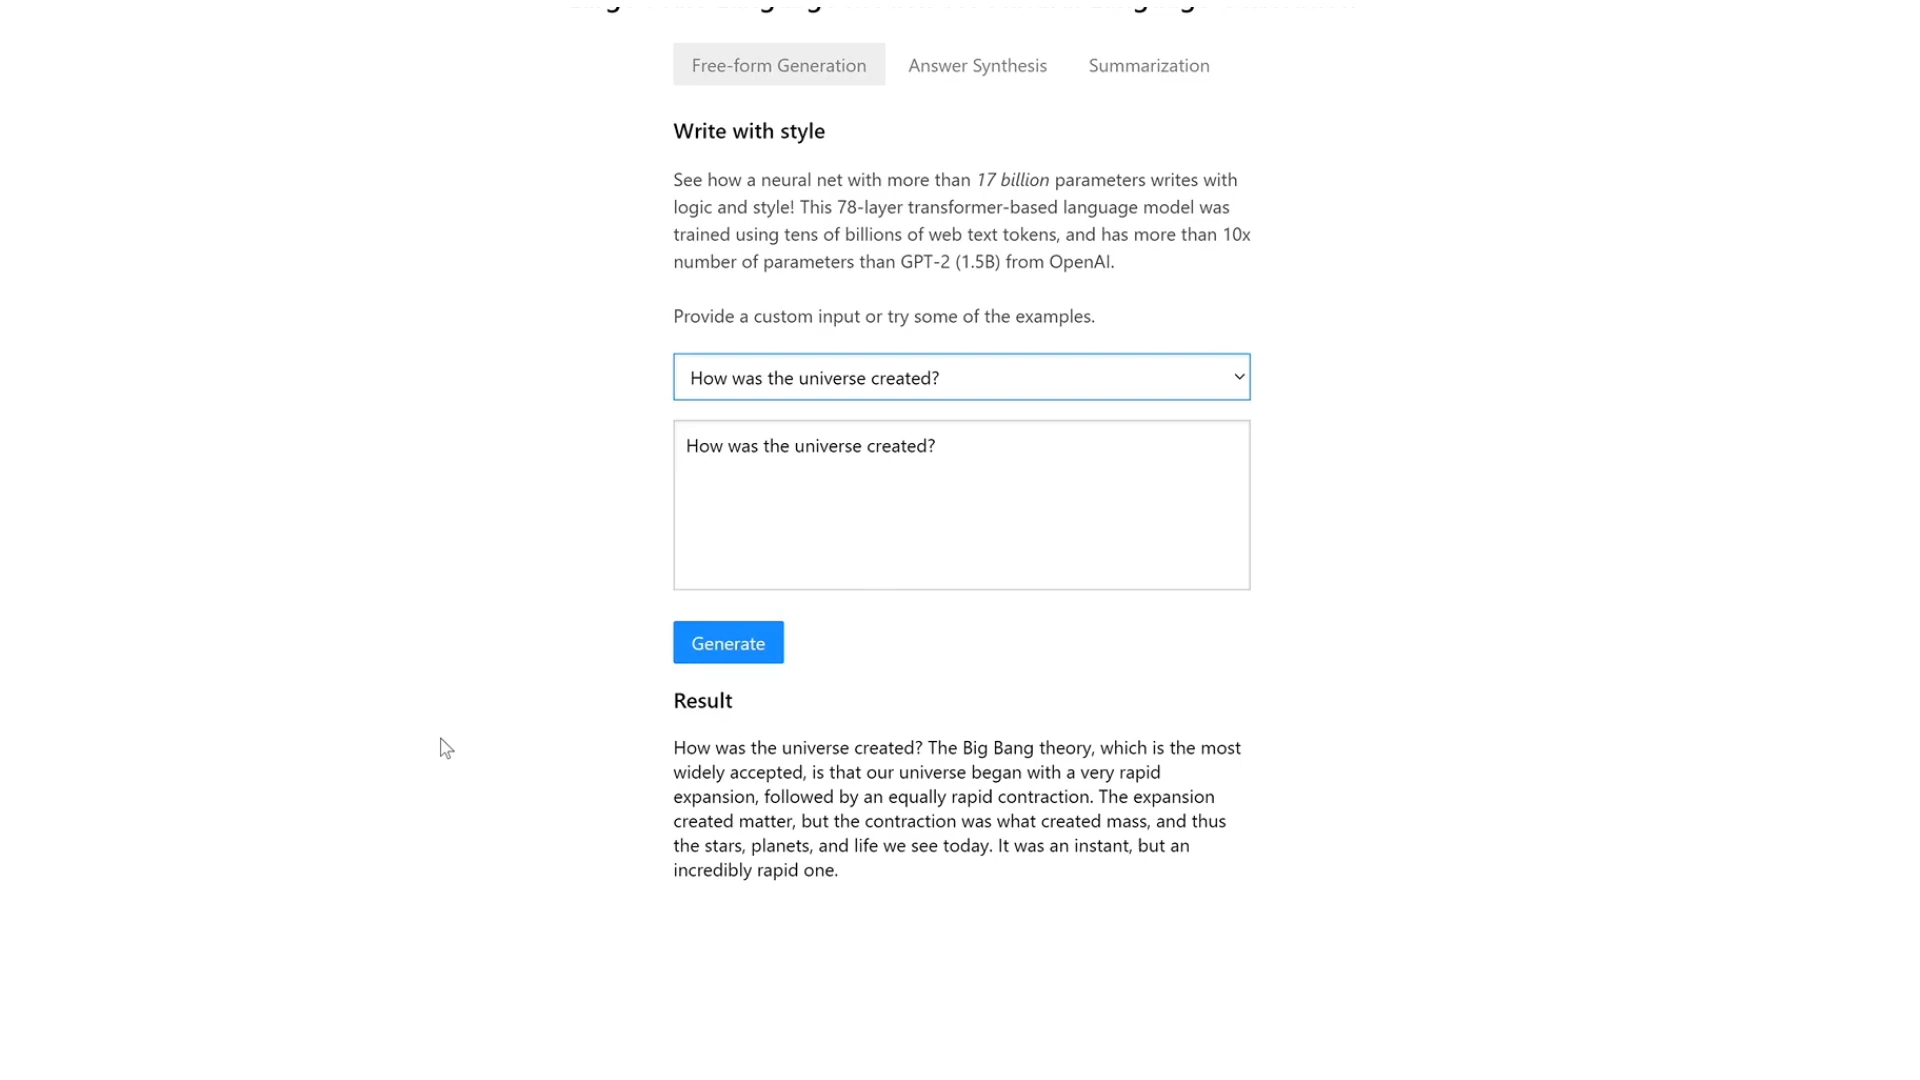 Free-form Generation Answer Synthesis Summarization
Write with style
See how a neural net with more than 17 billion parameters writes with
logic and style! This 78-layer transformer-based language model was
trained using tens of billions of web text tokens, and has more than 10x
number of parameters than GPT-2 (1.5B) from OpenAI.
Provide a custom input or try some of the examples.
How was the universe created?
How was the universe created?
Generate
Result
How was the universe created? The Big Bang theory, which is the most
widely accepted, is that our universe began with a very rapid
expansion, followed by an equally rapid contraction. The expansion
created matter, but the contraction was what created mass, and thus
the stars, planets, and life we see today. It was an instant, but an
incredibly rapid one.